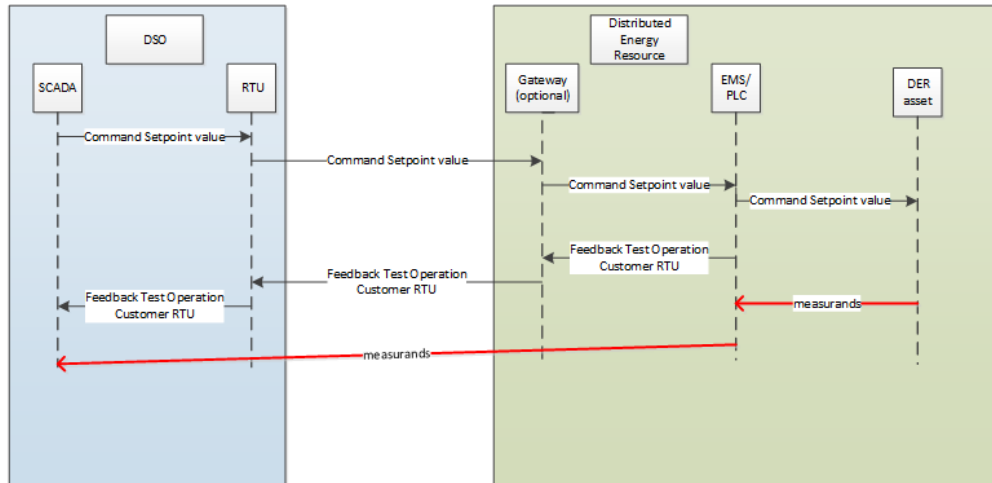 DSO
Distributed
Energy
Resource
SCADA
RTU
Gateway
(optional)
EMS/
PLC
DER
asset
Command Setpoint value
Command Setpoint value
Command Setpoint value
Command Setpoint value
Feedback Test Operation
Customer RTU
Feedback Test Operation
Customer RTU
Feedback Test Operation
Customer RTU
measurands
measurands